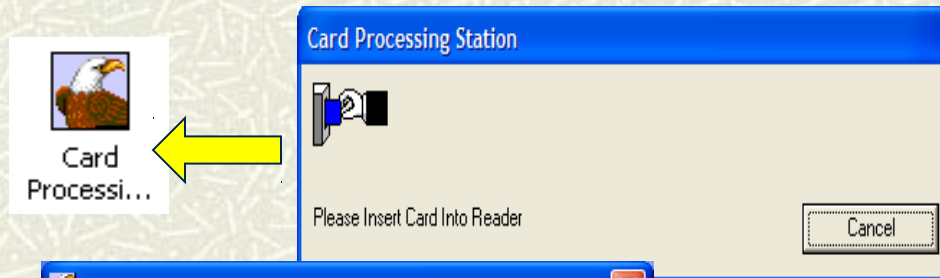 Card Processing Station
Card
Processi...
Please Insert Card Into Reader
Cancel